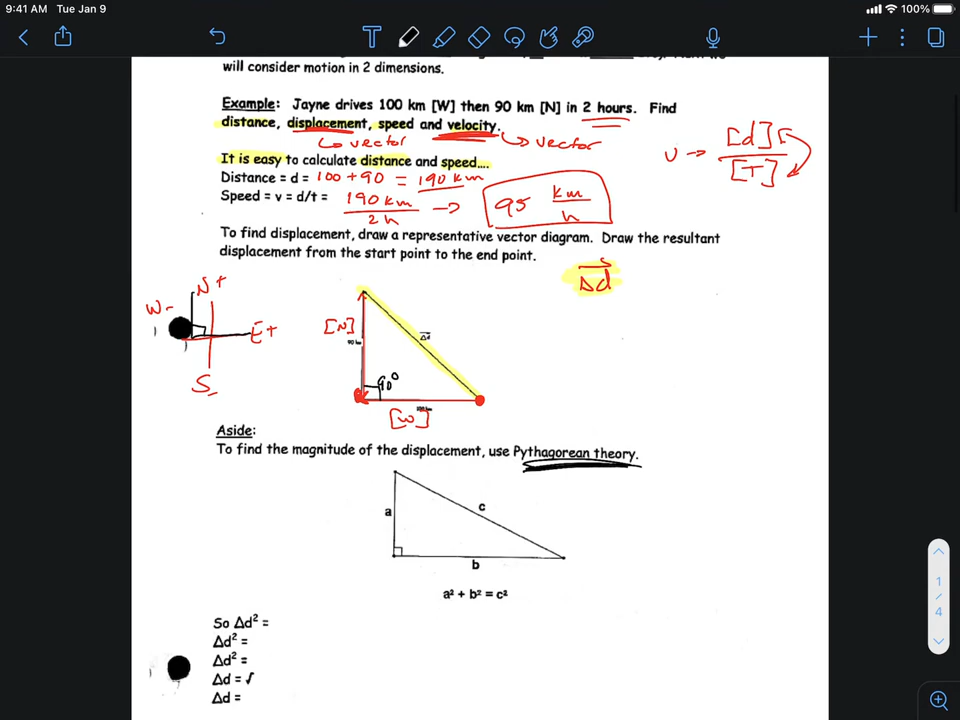 9:41 AM Tue Jan 9
100%
will consider motion in 2 dimensions.
Example: Jayne drives 100 km [W] then 90 km [N] in 2 hours. Find
distance, displacement, speed and velocity.
vector
vector
v → [d]
[T]
It is easy to calculate distance and speed....
Distance = d = 100 + 90 = 190 km
Speed = v = d/t = 190 km / 2 h → 95 km/h
To find displacement, draw a representative vector diagram. Draw the resultant
displacement from the start point to the end point.
Δd
N+
W-
E+
S
[N]
Δd
90°
[W]
Aside:
To find the magnitude of the displacement, use Pythagorean theory.
a
c
b
a² + b² = c²
So Δd² =
Δd² =
Δd² =
Δd = √
Δd =
1
/
4